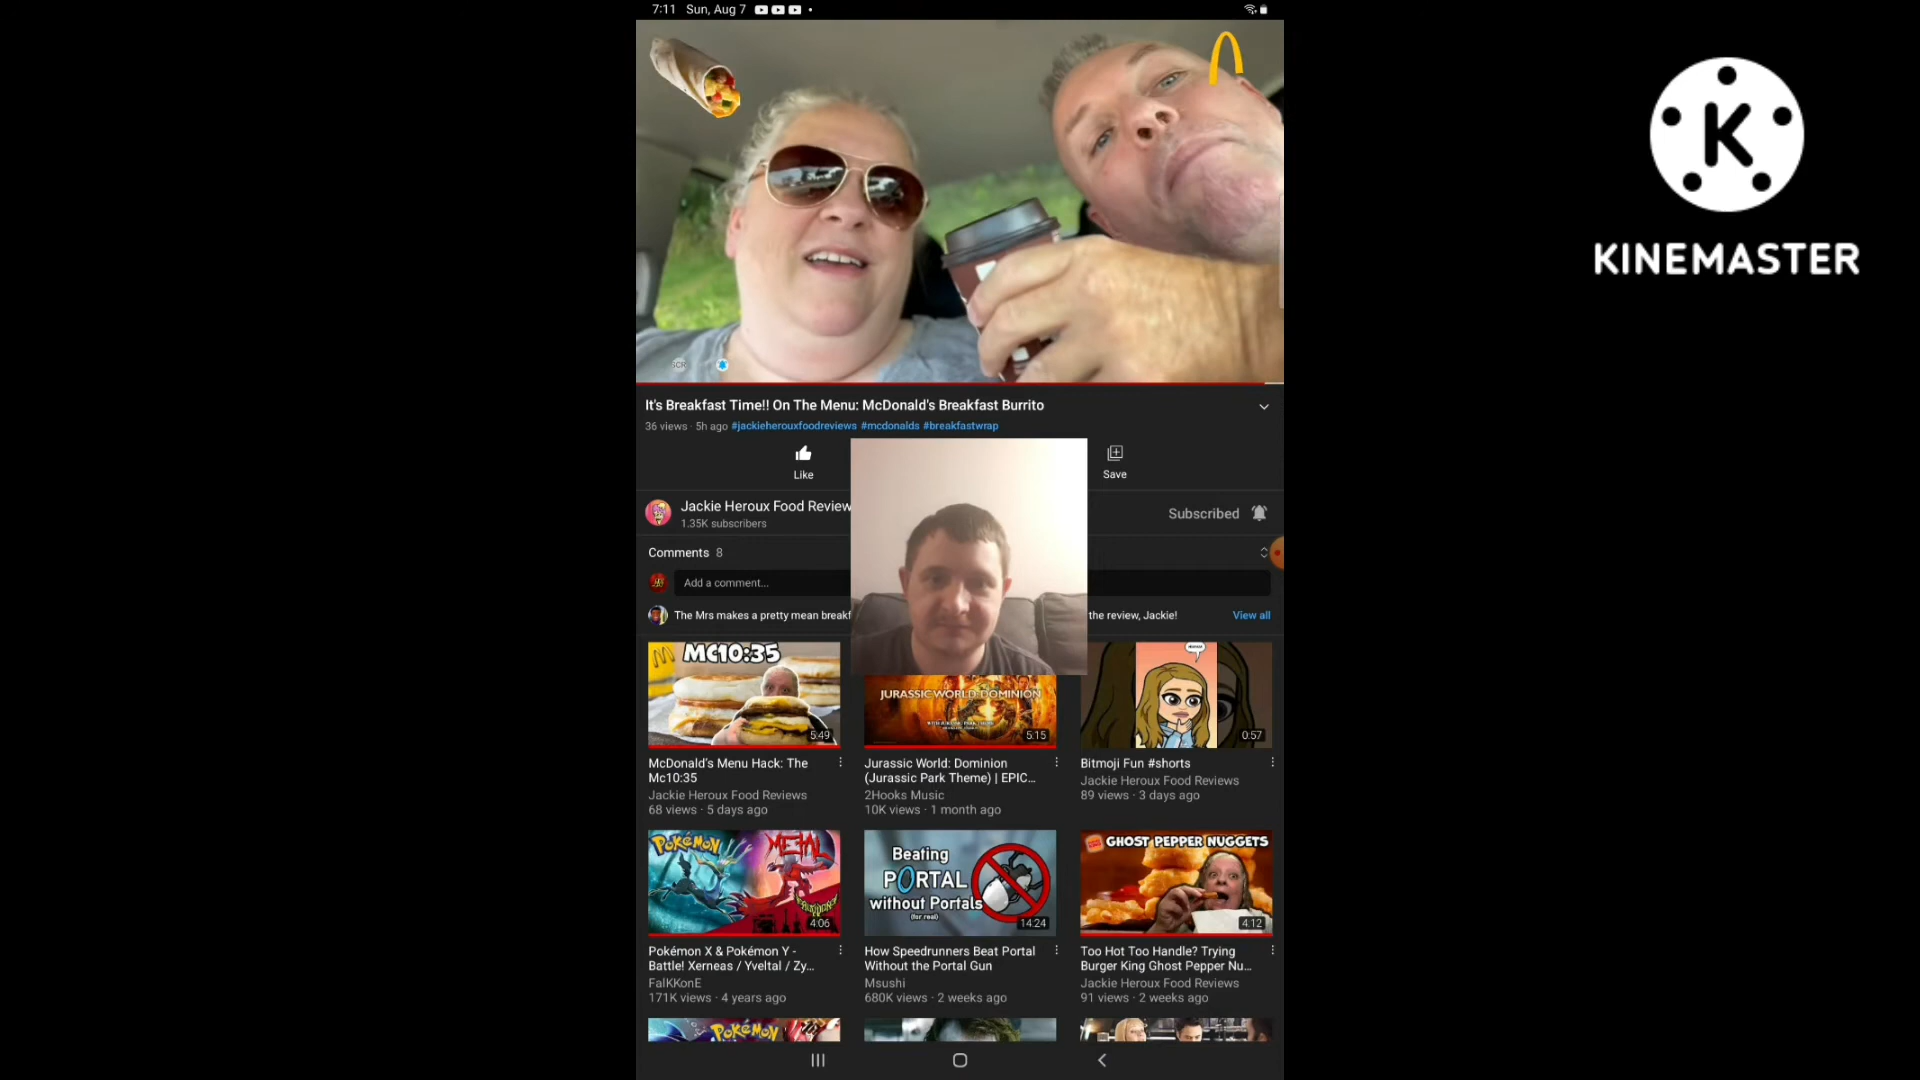 7:11 Sun, Aug 7
KINEMASTER
K
It's Breakfast Time!! On The Menu: McDonald's Breakfast Burrito
36 views · 5h ago #jackieherouxfoodreviews #mcdonalds #breakfastwrap
Like
Save
Jackie Heroux Food Review
1.35K subscribers
Subscribed
Comments 8
Add a comment...
The Mrs makes a pretty mean breakf
the review, Jackie!
View all
MC10:35
5:49
JURASSIC WORLD: DOMINION
5:15
0:57
McDonald's Menu Hack: The
Mc10:35
Jackie Heroux Food Reviews
68 views · 5 days ago
Jurassic World: Dominion
(Jurassic Park Theme) | EPIC...
2Hooks Music
10K views · 1 month ago
Bitmoji Fun #shorts
Jackie Heroux Food Reviews
89 views · 3 days ago
POKéMON
METAL
4:06
Beating
PORTAL
without Portals
(for real)
14:24
GHOST PEPPER NUGGETS
4:12
Pokémon X & Pokémon Y -
Battle! Xerneas / Yveltal / Zy...
FalKKonE
171K views · 4 years ago
How Speedrunners Beat Portal
Without the Portal Gun
Msushi
680K views · 2 weeks ago
Too Hot Too Handle? Trying
Burger King Ghost Pepper Nu...
Jackie Heroux Food Reviews
91 views · 2 weeks ago
POKéMON